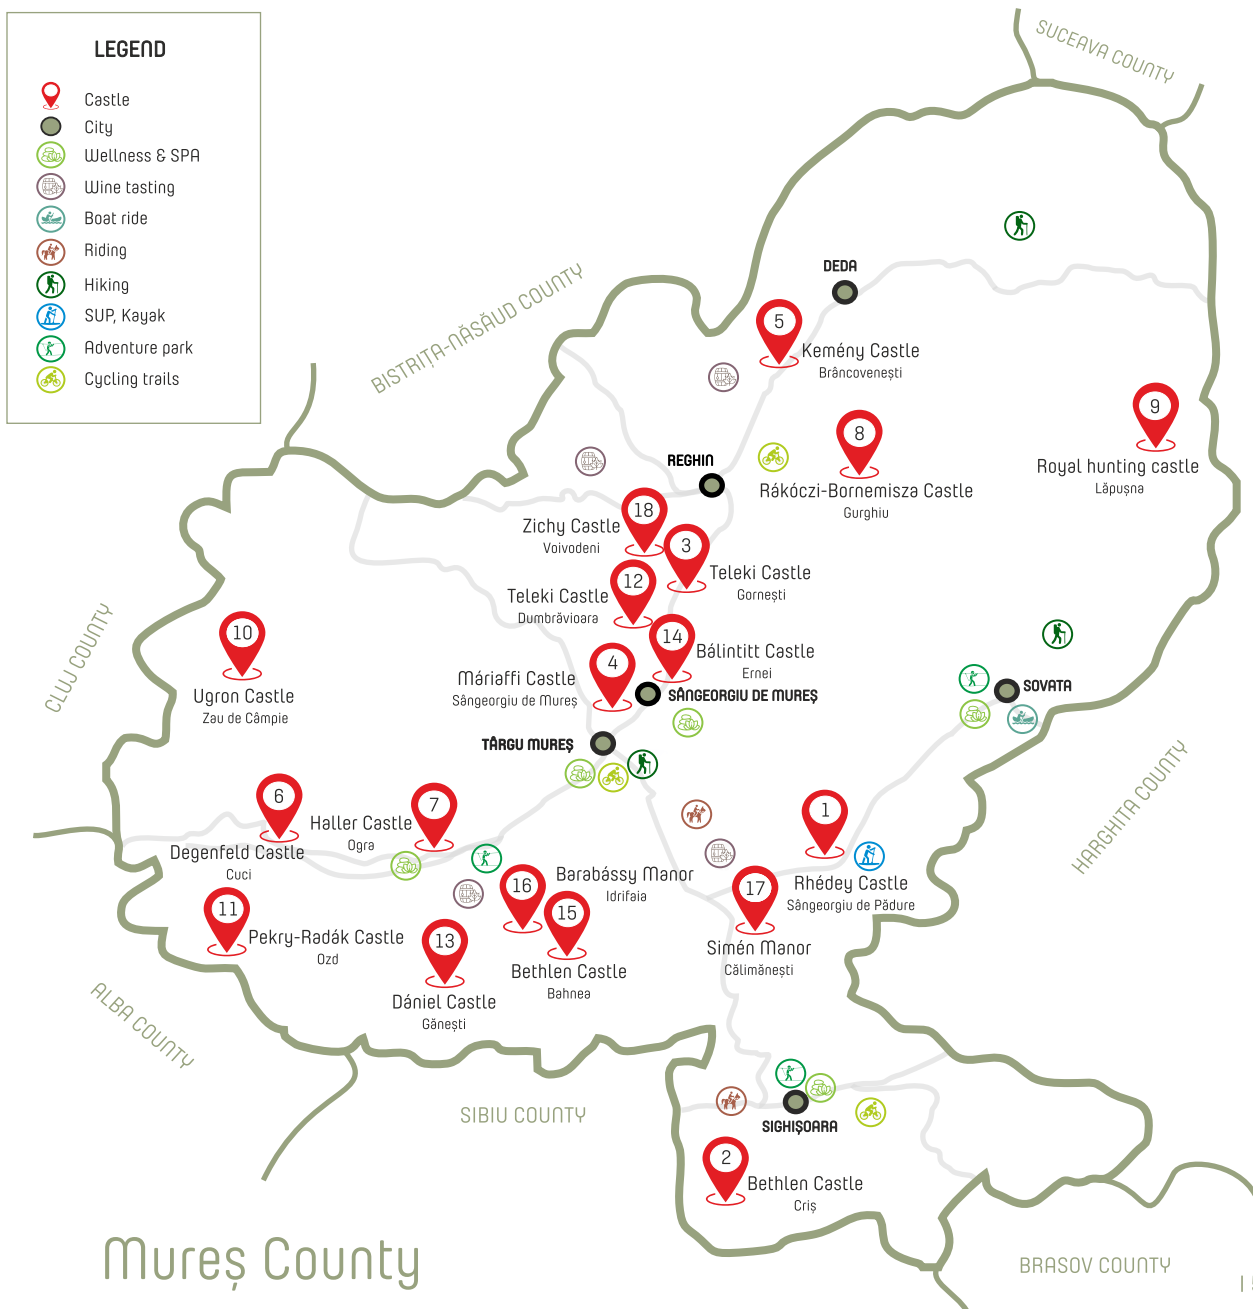 LEGEND
Castle
City
Wellness & SPA
Wine tasting
Boat ride
Riding
Hiking
SUP, Kayak
Adventure park
Cycling trails
SUCEAVA COUNTY
BISTRIȚA-NĂSĂUD COUNTY
DEDA
5
Kemény Castle
Brâncovenești
9
Royal hunting castle
Lăpușna
8
Rákóczi-Bornemisza Castle
Gurghiu
REGHIN
18
Zichy Castle
Voivodeni
3
Teleki Castle
Gornești
12
Teleki Castle
Dumbrăvioara
14
Bálintitt Castle
Ernei
4
Máriaffi Castle
Sângeorgiu de Mureș
SÂNGEORGIU DE MUREȘ
CLUJ COUNTY
10
Ugron Castle
Zau de Câmpie
SOVATA
TÂRGU MUREȘ
HARGHITA COUNTY
6
Degenfeld Castle
Cuci
7
Haller Castle
Ogra
1
Rhédey Castle
Sângeorgiu de Pădure
16
Barabássy Manor
Idrifaia
15
Bethlen Castle
Bahnea
17
Simén Manor
Călimănești
11
Pekry-Radák Castle
Ozd
13
Dániel Castle
Gănești
ALBA COUNTY
SIBIU COUNTY
SIGHIȘOARA
2
Bethlen Castle
Criș
Mureș County
BRASOV COUNTY